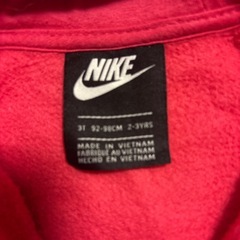 NIKE
3T 92-98CM 2-3YRS
MADE IN VIETNAM
FABRIQUÉ AU VIETNAM
HECHO EN VIETNAM